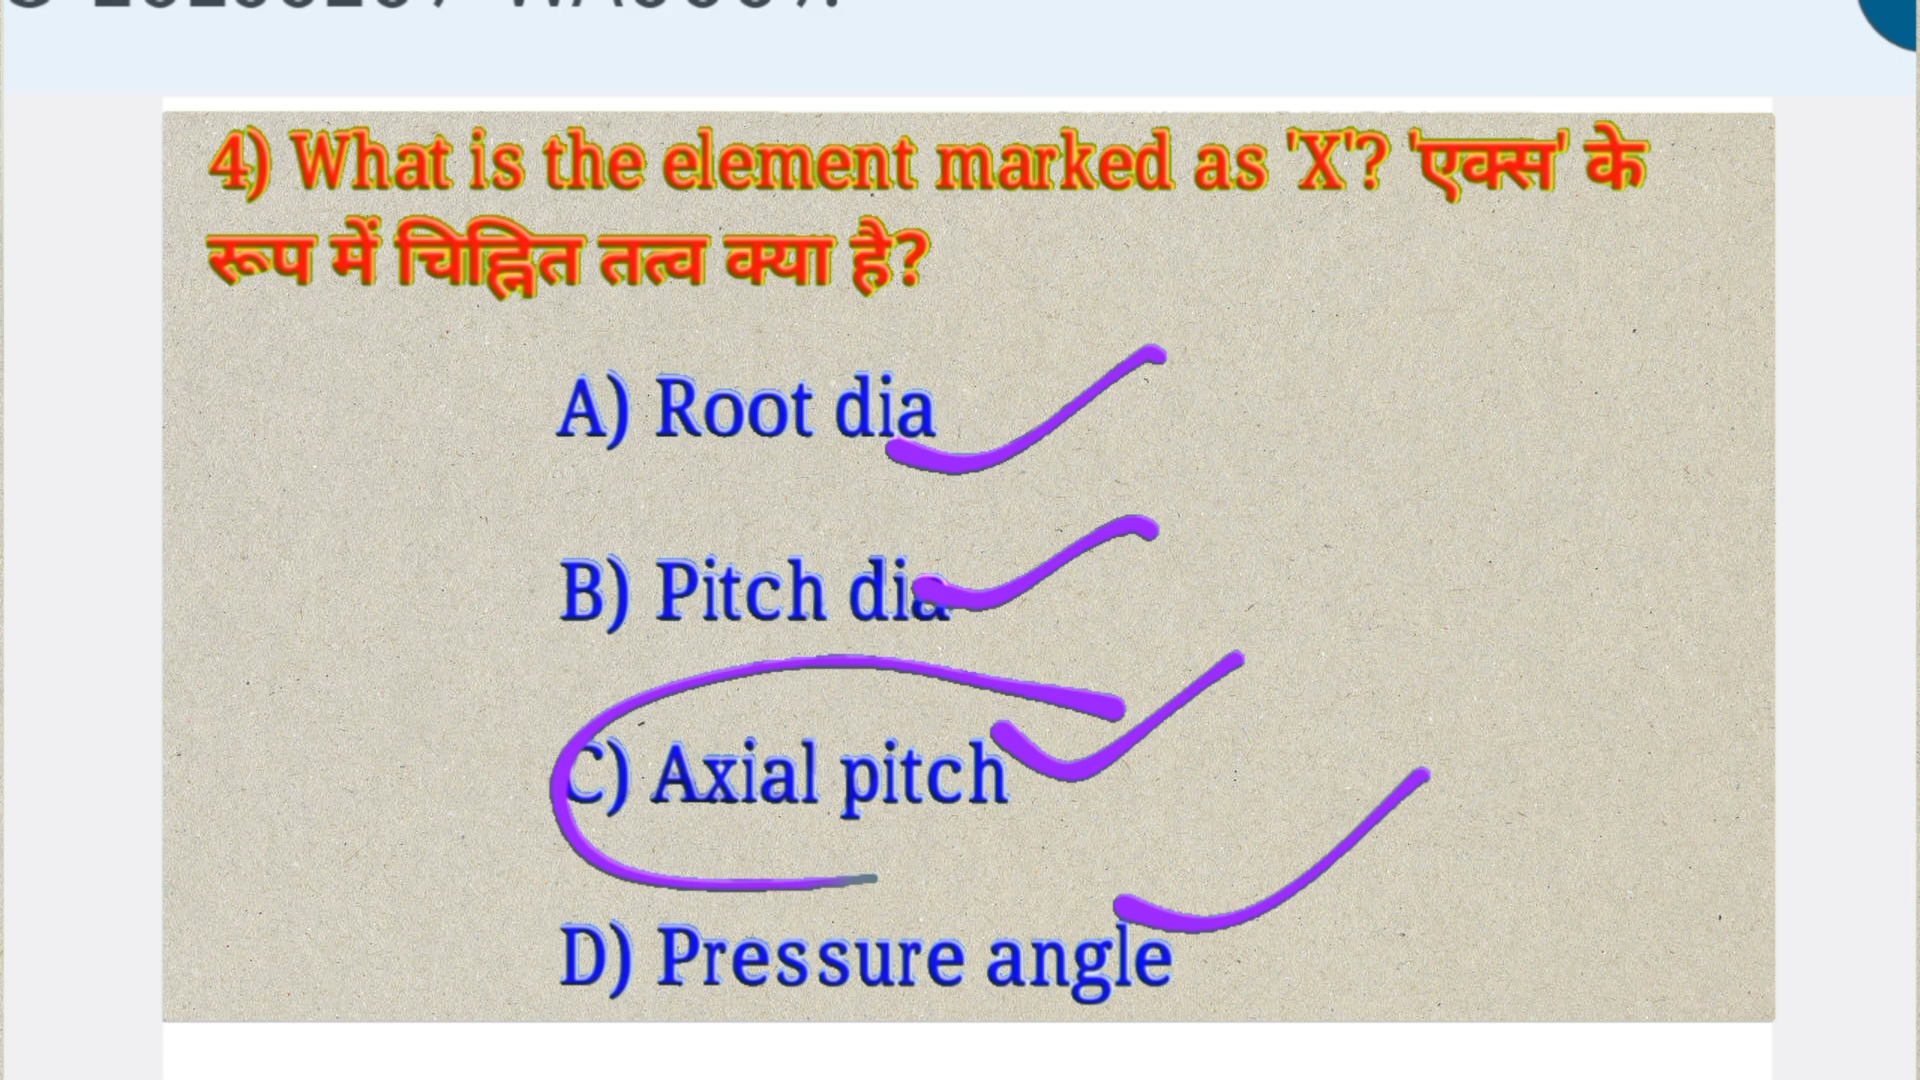 4) What is the element marked as 'X'? 'एक्स' के
रूप में चिह्नित तत्व क्या है?
A) Root dia
B) Pitch dia
C) Axial pitch
D) Pressure angle